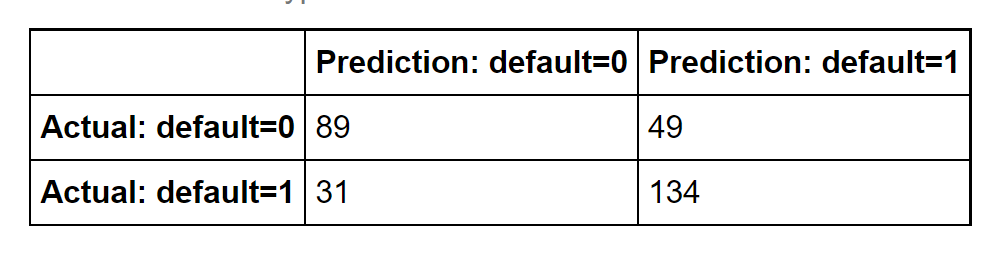 Prediction: default=0 Prediction: default=1
Actual: default=0 89 49
Actual: default=1 31 134